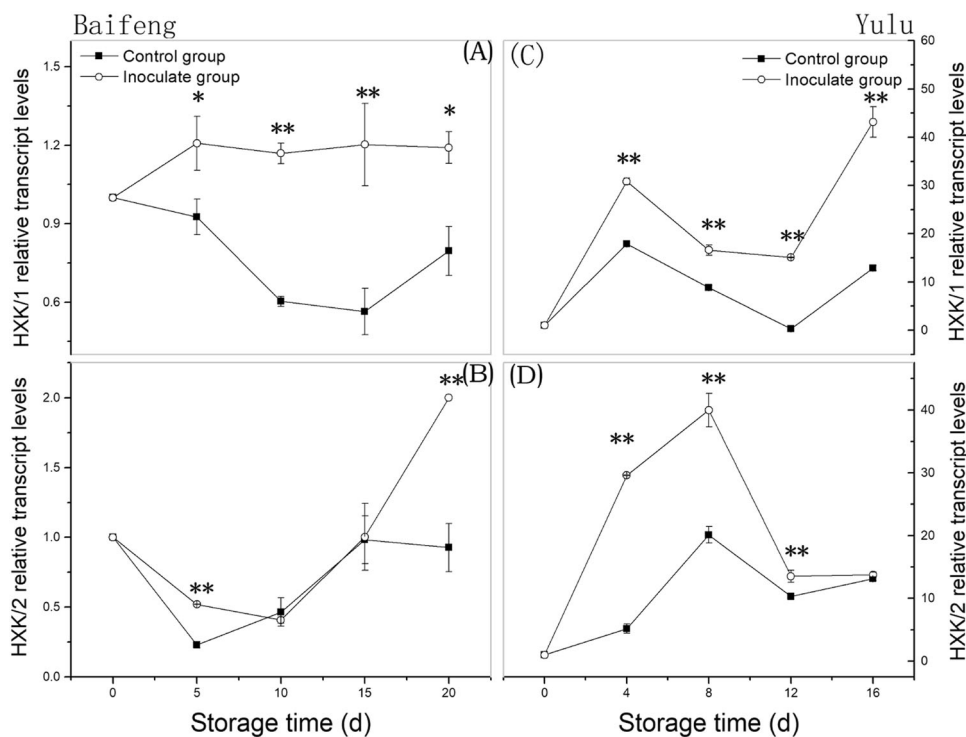 Baifeng
Yulu
Control group
Inoculate group
(A)
HXK/1 relative transcript levels
1.5
1.2
0.9
0.6
* ** ** *
(C)
Control group
Inoculate group
HXK/1 relative transcript levels
60
50
40
30
20
10
0
** ** ** **
(B)
HXK/2 relative transcript levels
2.0
1.5
1.0
0.5
0.0
** **
0 5 10 15 20
Storage time (d)
(D)
HXK/2 relative transcript levels
40
30
20
10
0
** ** **
0 4 8 12 16
Storage time (d)